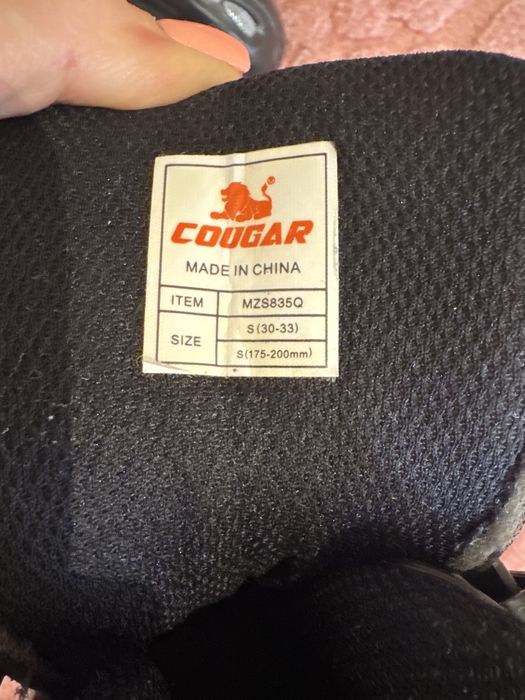 COUGAR
MADE IN CHINA
ITEM MZS835Q
SIZE S(30-33)
S(175-200mm)